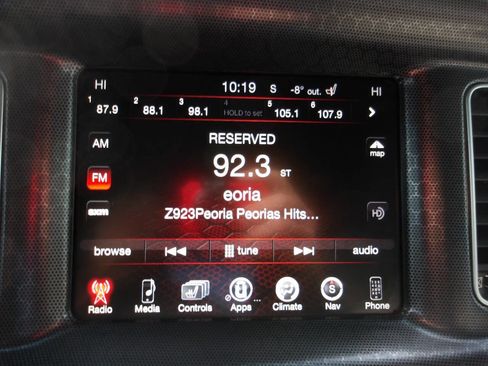 HI 10:19 S -8° out. HI
1 87.9 2 88.1 3 98.1 4 HOLD to set 5 105.1 6 107.9
AM RESERVED map
FM 92.3 ST
eoria
sxm Z923Peoria Peorias Hits... HD
browse tune audio
Radio Media Controls Apps ... Climate S Nav Phone